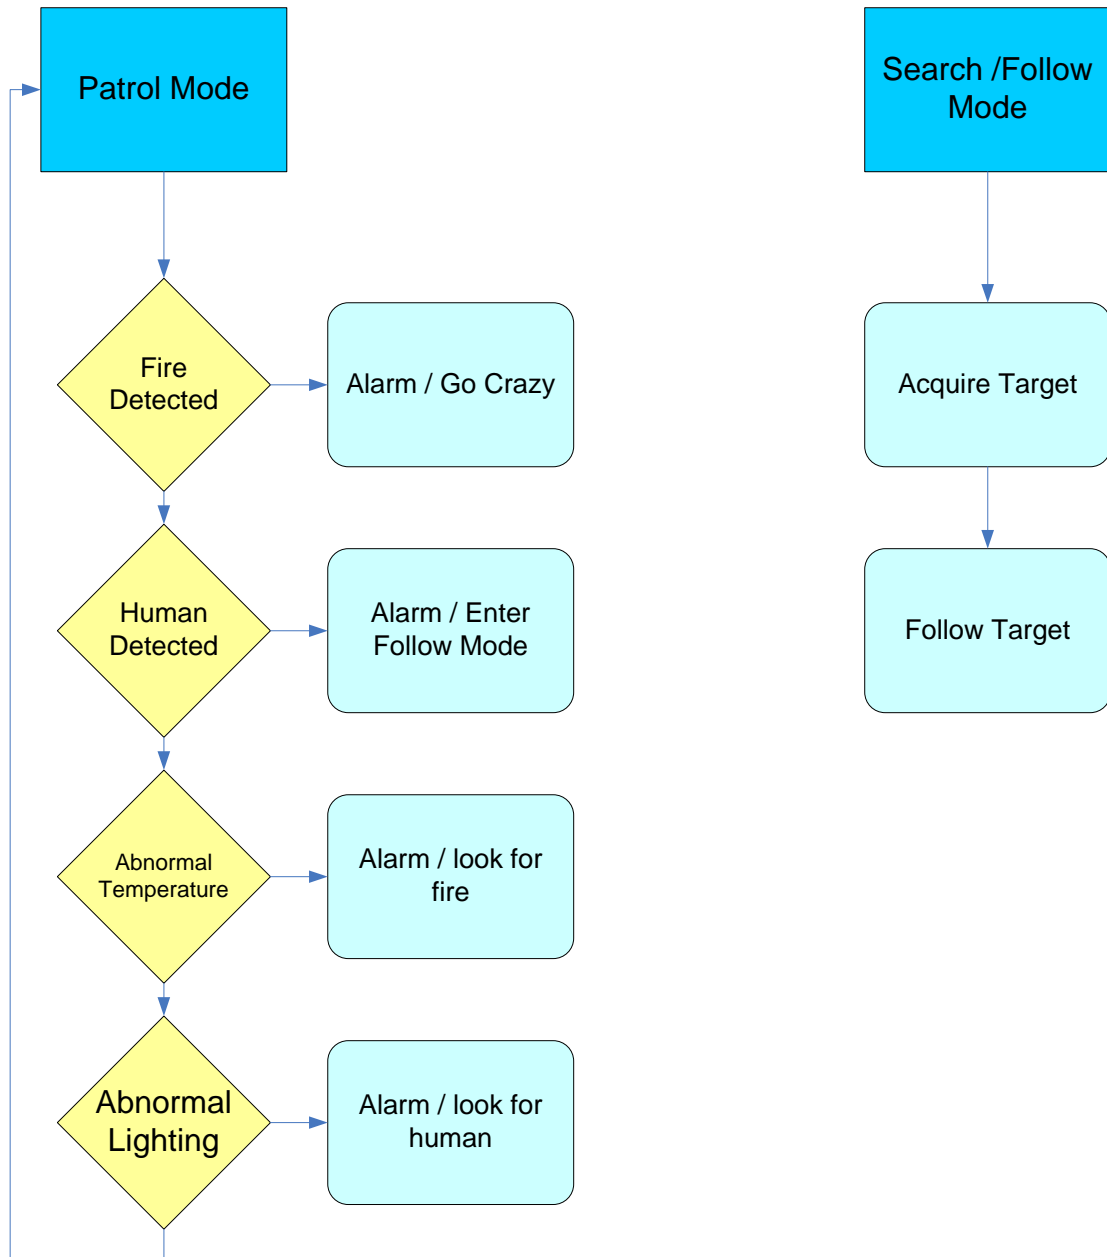 Patrol Mode
Search /Follow
Mode
Fire
Detected
Alarm / Go Crazy
Acquire Target
Human
Detected
Alarm / Enter
Follow Mode
Follow Target
Abnormal
Temperature
Alarm / look for
fire
Abnormal
Lighting
Alarm / look for
human